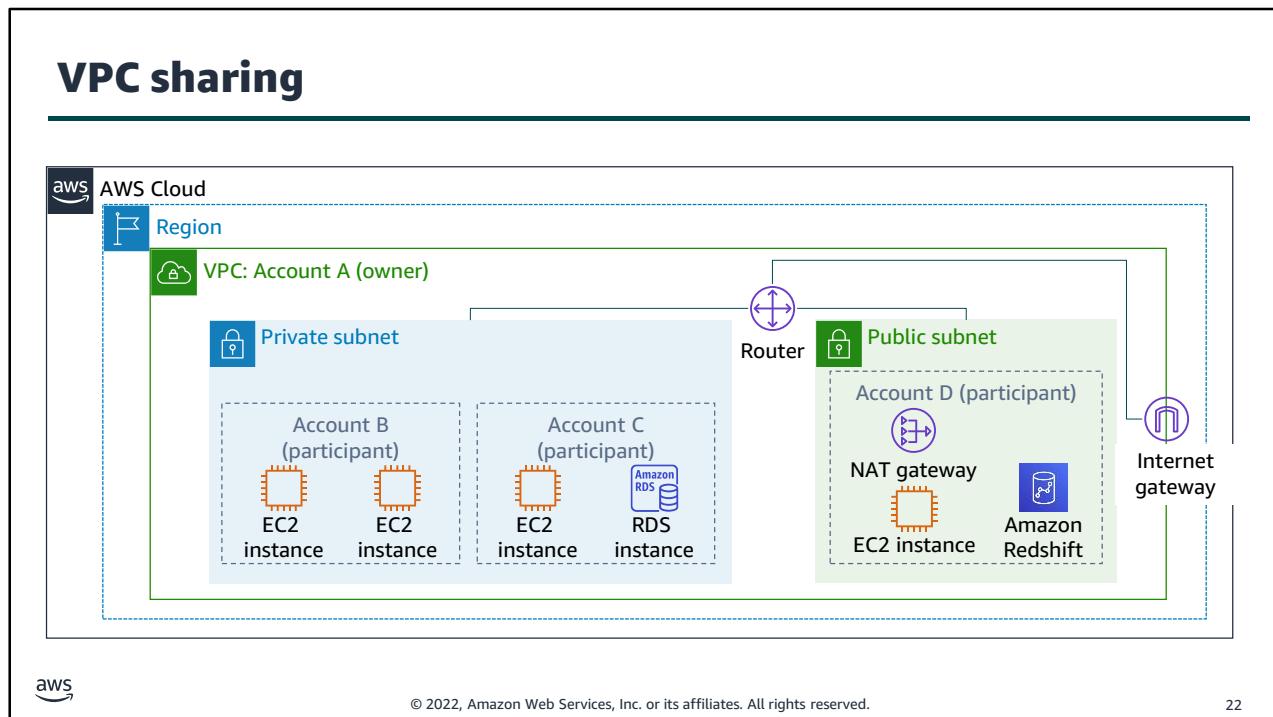 VPC sharing
aws
AWS Cloud
Region
VPC: Account A (owner)
Private subnet
Router
Public subnet
Account B
(participant)
EC2
instance
EC2
instance
Account C
(participant)
EC2
instance
Amazon
RDS
RDS
instance
Account D (participant)
NAT gateway
EC2 instance
Amazon
Redshift
Internet
gateway
aws
© 2022, Amazon Web Services, Inc. or its affiliates. All rights reserved.
22